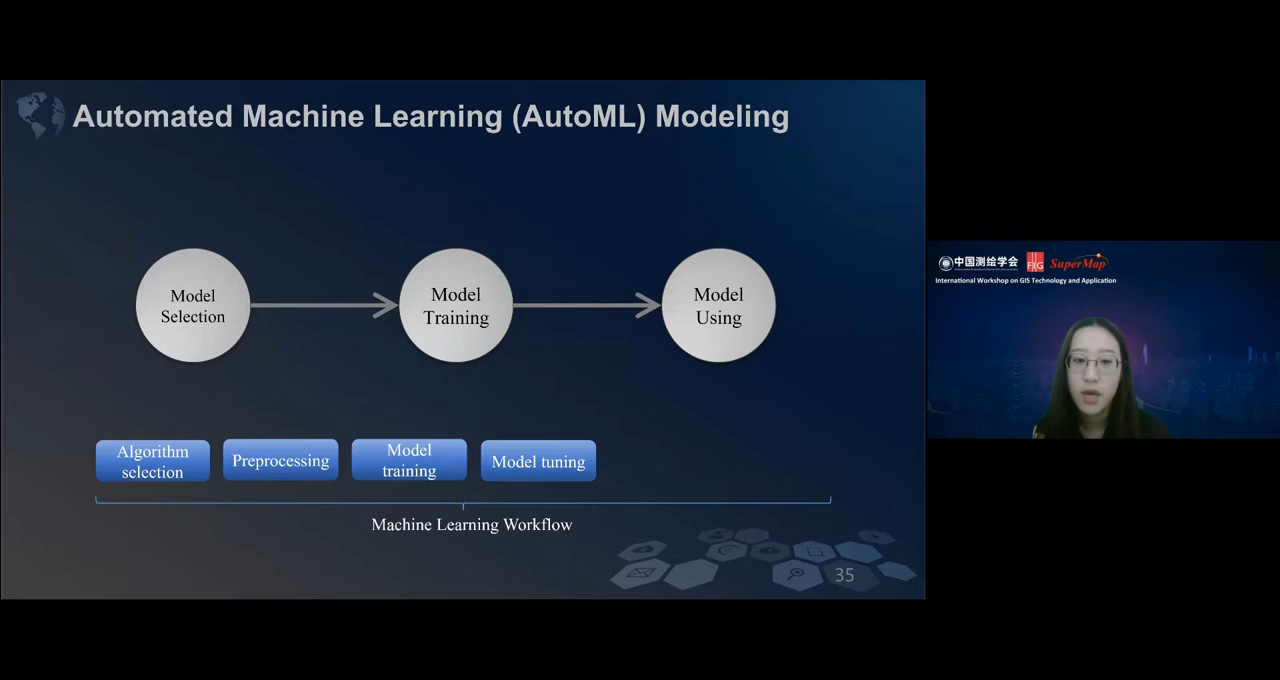 Automated Machine Learning (AutoML) Modeling
Model
Selection
Model
Training
Model
Using
Algorithm
selection
Preprocessing
Model
training
Model tuning
Machine Learning Workflow
35
中国测绘学会
FIG
SuperMap
International Workshop on GIS Technology and Application